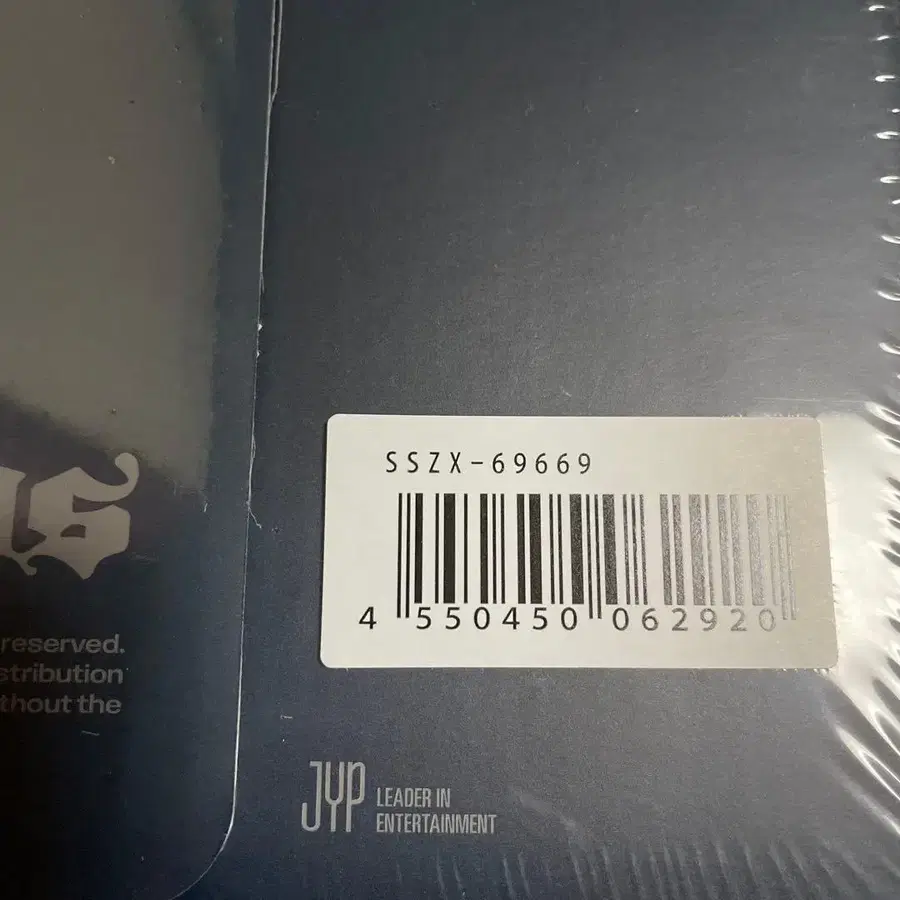 SSZX-69669
4 550450 062920
reserved.
stribution
thout the
JYP LEADER IN
ENTERTAINMENT